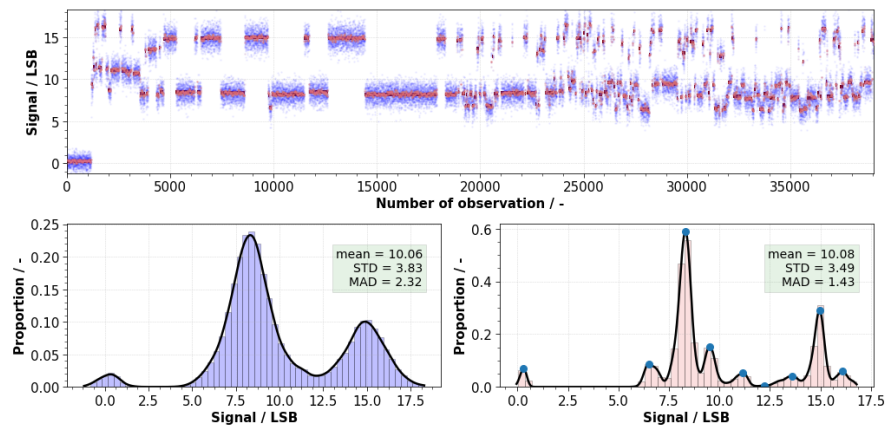 Signal / LSB
15
10
5
0
0 5000 10000 15000 20000 25000 30000 35000
Number of observation / -
Proportion / -
0.25
0.20
0.15
0.10
0.05
0.00
mean = 10.06
STD = 3.83
MAD = 2.32
0.0 2.5 5.0 7.5 10.0 12.5 15.0 17.5
Signal / LSB
Proportion / -
0.6
0.4
0.2
0.0
mean = 10.08
STD = 3.49
MAD = 1.43
0.0 2.5 5.0 7.5 10.0 12.5 15.0 17.5
Signal / LSB